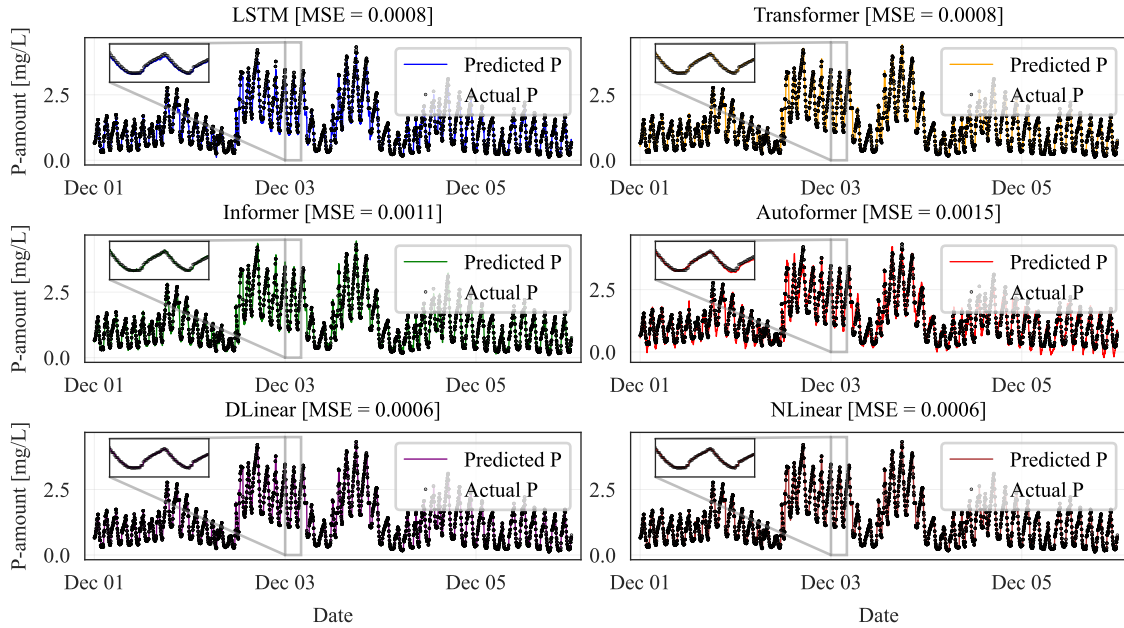 LSTM [MSE = 0.0008]
P-amount [mg/L]
2.5
0.0
Predicted P
Actual P
Dec 01
Dec 03
Dec 05
Transformer [MSE = 0.0008]
2.5
0.0
Predicted P
Actual P
Dec 01
Dec 03
Dec 05
Informer [MSE = 0.0011]
P-amount [mg/L]
2.5
0.0
Predicted P
Actual P
Dec 01
Dec 03
Dec 05
Autoformer [MSE = 0.0015]
2.5
0.0
Predicted P
Actual P
Dec 01
Dec 03
Dec 05
DLinear [MSE = 0.0006]
P-amount [mg/L]
2.5
0.0
Predicted P
Actual P
Dec 01
Dec 03
Dec 05
Date
NLinear [MSE = 0.0006]
2.5
0.0
Predicted P
Actual P
Dec 01
Dec 03
Dec 05
Date